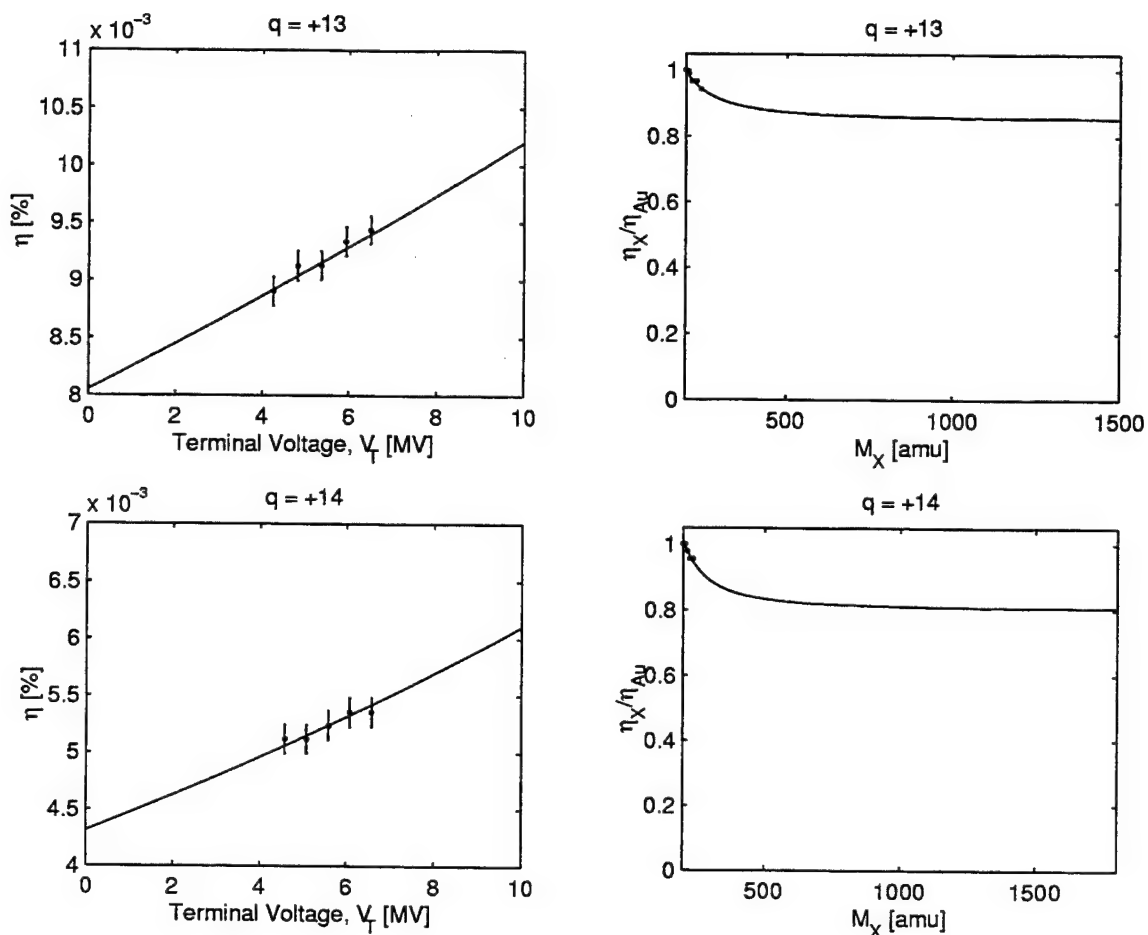 x 10⁻³
q = +13
11
10.5
10
9.5
9
8.5
8
η [%]
0 2 4 6 8 10
Terminal Voltage, V_T [MV]
q = +13
1
0.8
0.6
0.4
0.2
0
η_X/η_Au
500 1000 1500
M_X [amu]
x 10⁻³
q = +14
7
6.5
6
5.5
5
4.5
4
η [%]
0 2 4 6 8 10
Terminal Voltage, V_T [MV]
q = +14
1
0.8
0.6
0.4
0.2
0
η_X/η_Au
500 1000 1500
M_X [amu]